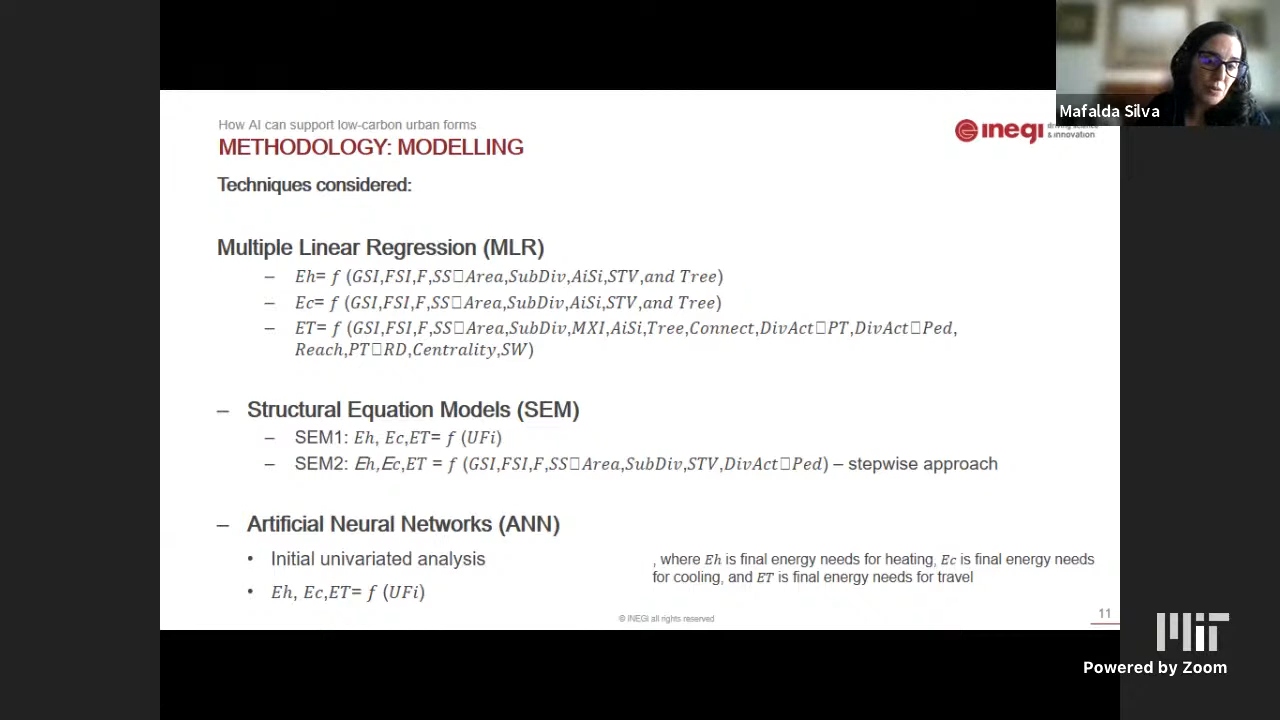 Mafalda Silva
How AI can support low-carbon urban forms
METHODOLOGY: MODELLING
inegi driving science
& innovation
Techniques considered:
Multiple Linear Regression (MLR)
– Eh= f (GSI,FSI,F,SS□Area,SubDiv,AiSi,STV,and Tree)
– Ec= f (GSI,FSI,F,SS□Area,SubDiv,AiSi,STV,and Tree)
– ET= f (GSI,FSI,F,SS□Area,SubDiv,MXI,AiSi,Tree,Connect,DivAct□PT,DivAct□Ped,
Reach,PT□RD,Centrality,SW)
– Structural Equation Models (SEM)
– SEM1: Eh, Ec,ET= f (UFi)
– SEM2: Eh,Ec,ET = f (GSI,FSI,F,SS□Area,SubDiv,STV,DivAct□Ped) – stepwise approach
– Artificial Neural Networks (ANN)
• Initial univariated analysis
• Eh, Ec,ET= f (UFi)
, where Eh is final energy needs for heating, Ec is final energy needs
for cooling, and ET is final energy needs for travel
© INEGI all rights reserved
11
MIT
Powered by Zoom